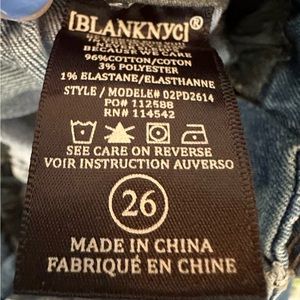 [BLANKNYC]®
BECAUSE WE CARE
96%COTTON/COTON
3% POLYESTER
1% ELASTANE/ELASTHANNE
STYLE / MODELE# 02PD2614
PO# 112588
RN# 114542
SEE CARE ON REVERSE
VOIR INSTRUCTION AUVERSO
26
MADE IN CHINA
FABRIQUÉ EN CHINE